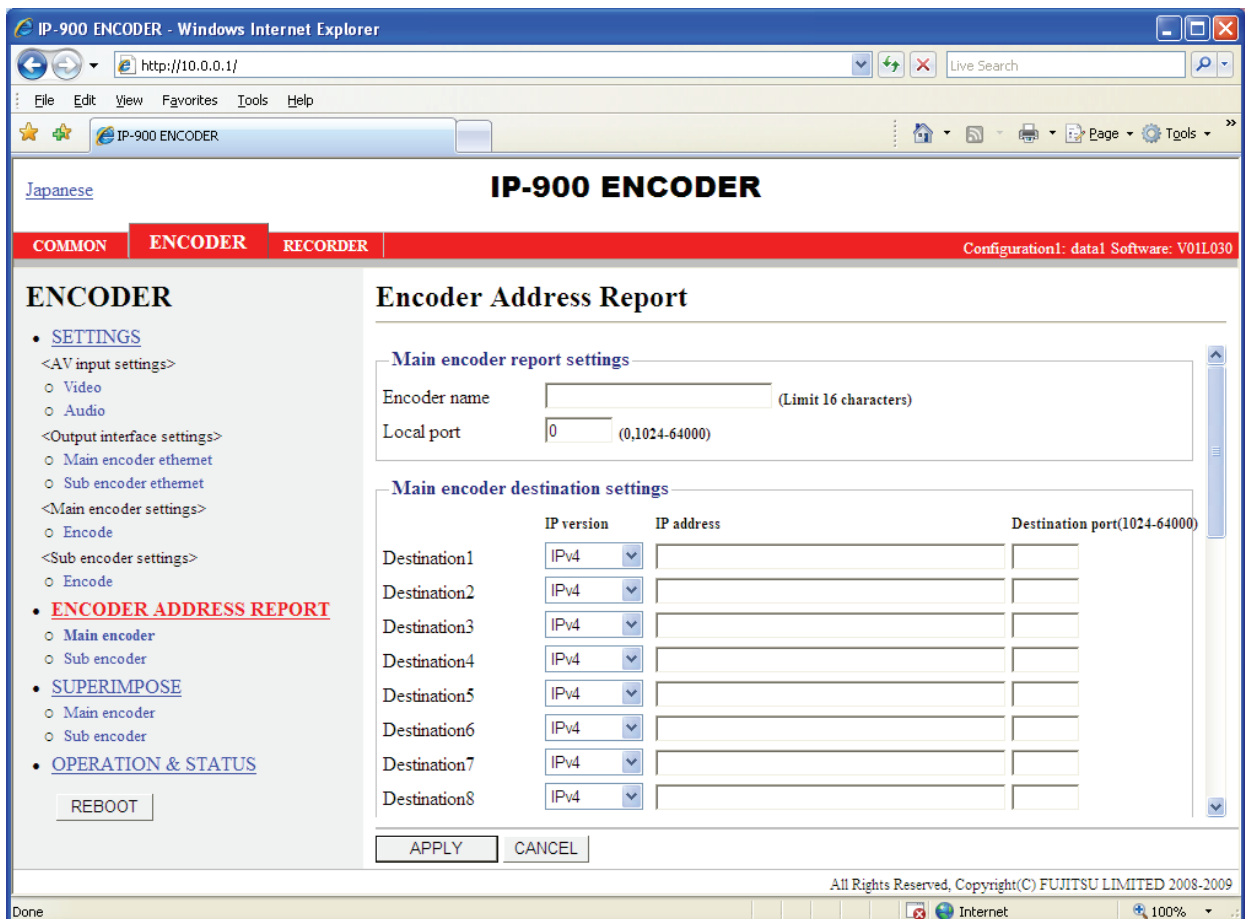 IP-900 ENCODER - Windows Internet Explorer
http://10.0.0.1/
Live Search
File Edit View Favorites Tools Help
IP-900 ENCODER
Page Tools »
Japanese
IP-900 ENCODER
COMMON ENCODER RECORDER
Configuration1: data1 Software: V01L030
ENCODER
SETTINGS
<AV input settings>
Video
Audio
<Output interface settings>
Main encoder ethernet
Sub encoder ethernet
<Main encoder settings>
Encode
<Sub encoder settings>
Encode
ENCODER ADDRESS REPORT
Main encoder
Sub encoder
SUPERIMPOSE
Main encoder
Sub encoder
OPERATION & STATUS
REBOOT
Encoder Address Report
Main encoder report settings
Encoder name (Limit 16 characters)
Local port 0 (0,1024-64000)
Main encoder destination settings
IP version IP address Destination port(1024-64000)
Destination1 IPv4
Destination2 IPv4
Destination3 IPv4
Destination4 IPv4
Destination5 IPv4
Destination6 IPv4
Destination7 IPv4
Destination8 IPv4
APPLY CANCEL
All Rights Reserved, Copyright(C) FUJITSU LIMITED 2008-2009
Done Internet 100%